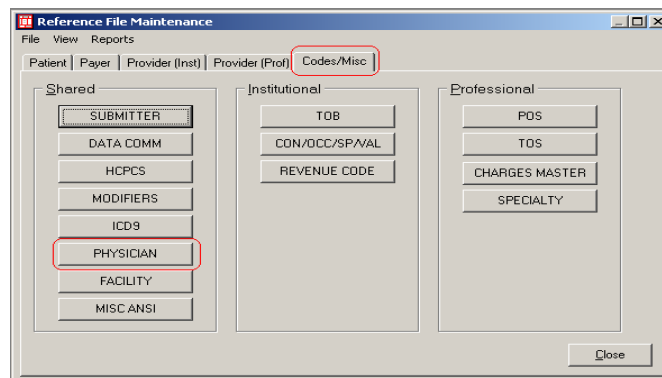 Reference File Maintenance
File View Reports
Patient Payer Provider (Inst) Provider (Prof) Codes/Misc
Shared
SUBMITTER
DATA COMM
HCPCS
MODIFIERS
ICD9
PHYSICIAN
FACILITY
MISC ANSI
Institutional
TOB
CON/OCC/SP/VAL
REVENUE CODE
Professional
POS
TOS
CHARGES MASTER
SPECIALTY
Close